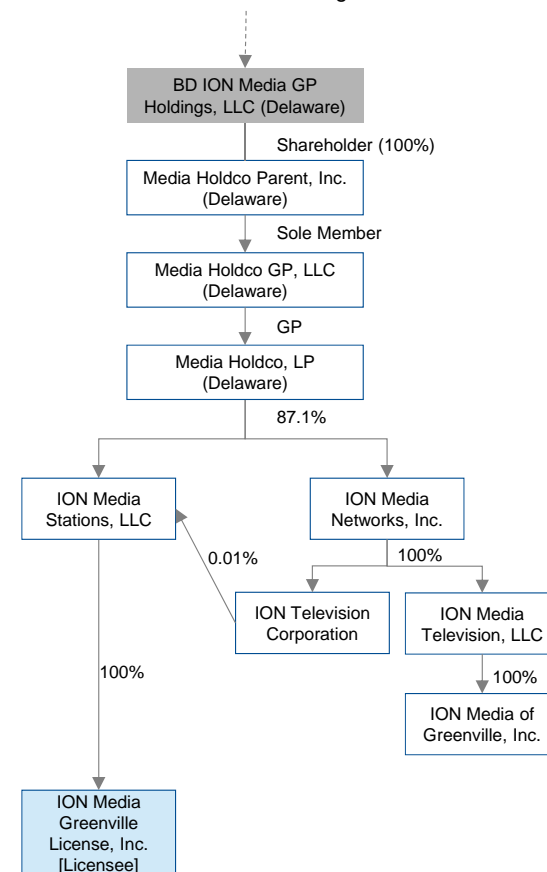 BD ION Media GP
Holdings, LLC (Delaware)
Shareholder (100%)
Media Holdco Parent, Inc.
(Delaware)
Sole Member
Media Holdco GP, LLC
(Delaware)
GP
Media Holdco, LP
(Delaware)
87.1%
ION Media
Stations, LLC
ION Media
Networks, Inc.
0.01%
100%
ION Television
Corporation
ION Media
Television, LLC
100%
100%
ION Media of
Greenville, Inc.
ION Media
Greenville
License, Inc.
[Licensee]